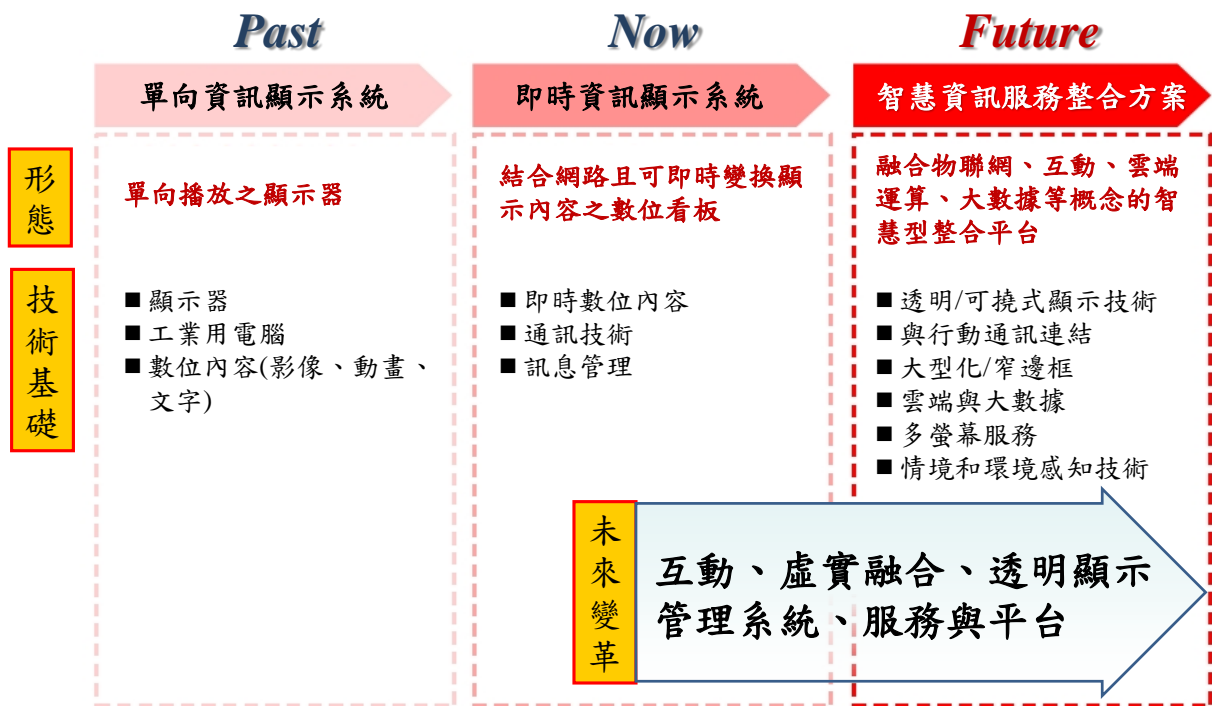 Past
Now
Future
單向資訊顯示系統
即時資訊顯示系統
智慧資訊服務整合方案
形態
單向播放之顯示器
結合網路且可即時變換顯
示內容之數位看板
融合物聯網、互動、雲端
運算、大數據等概念的智
慧型整合平台
技術基礎
■顯示器
■工業用電腦
■數位內容(影像、動畫、
文字)
■即時數位內容
■通訊技術
■訊息管理
■透明/可撓式顯示技術
■與行動通訊連結
■大型化/窄邊框
■雲端與大數據
■多螢幕服務
■情境和環境感知技術
未來變革
互動、虛實融合、透明顯示
管理系統、服務與平台